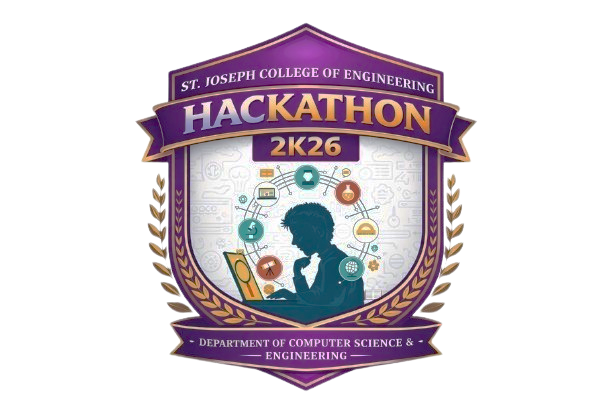 ST. JOSEPH COLLEGE OF ENGINEERING
HACKATHON
2K26
- DEPARTMENT OF COMPUTER SCIENCE & -
— ENGINEERING —